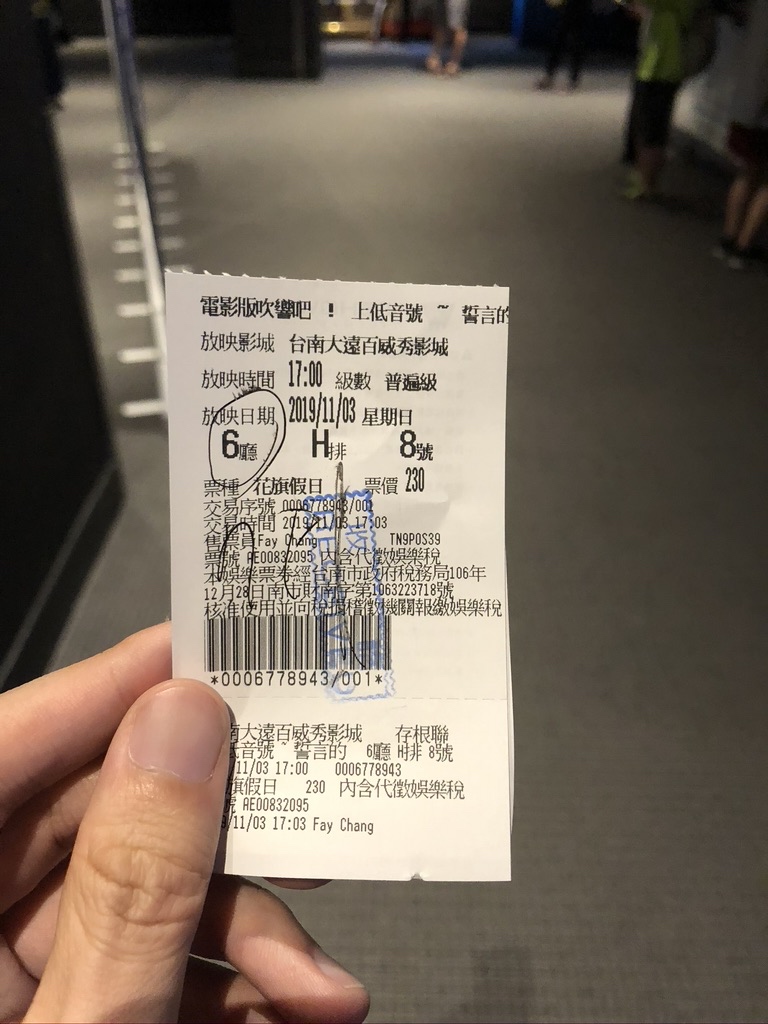 電影版吹響吧 ! 上低音號 ~ 誓言的
放映影城 台南大遠百威秀影城
放映時間 17:00 級數 普遍級
放映日期 2019/11/03 星期日
6廳 H排 8號
票種 花旗假日 票價 230
交易序號 0006778943/001
交易時間 2019/11/03 17:03
售票員Fay Chang TN9POS39
票號 AE00832095 內含代徵娛樂稅
本娛樂票券經台南市政府稅務局106年
12月28日南市財南字第1063223718號
核准使用並向稅捐稽徵機關報繳娛樂稅
*0006778943/001*
南大遠百威秀影城 存根聯
低音號~誓言的 6廳 H排 8號
11/03 17:00 0006778943
旗假日 230 內含代徵娛樂稅
號 AE00832095
9/11/03 17:03 Fay Chang